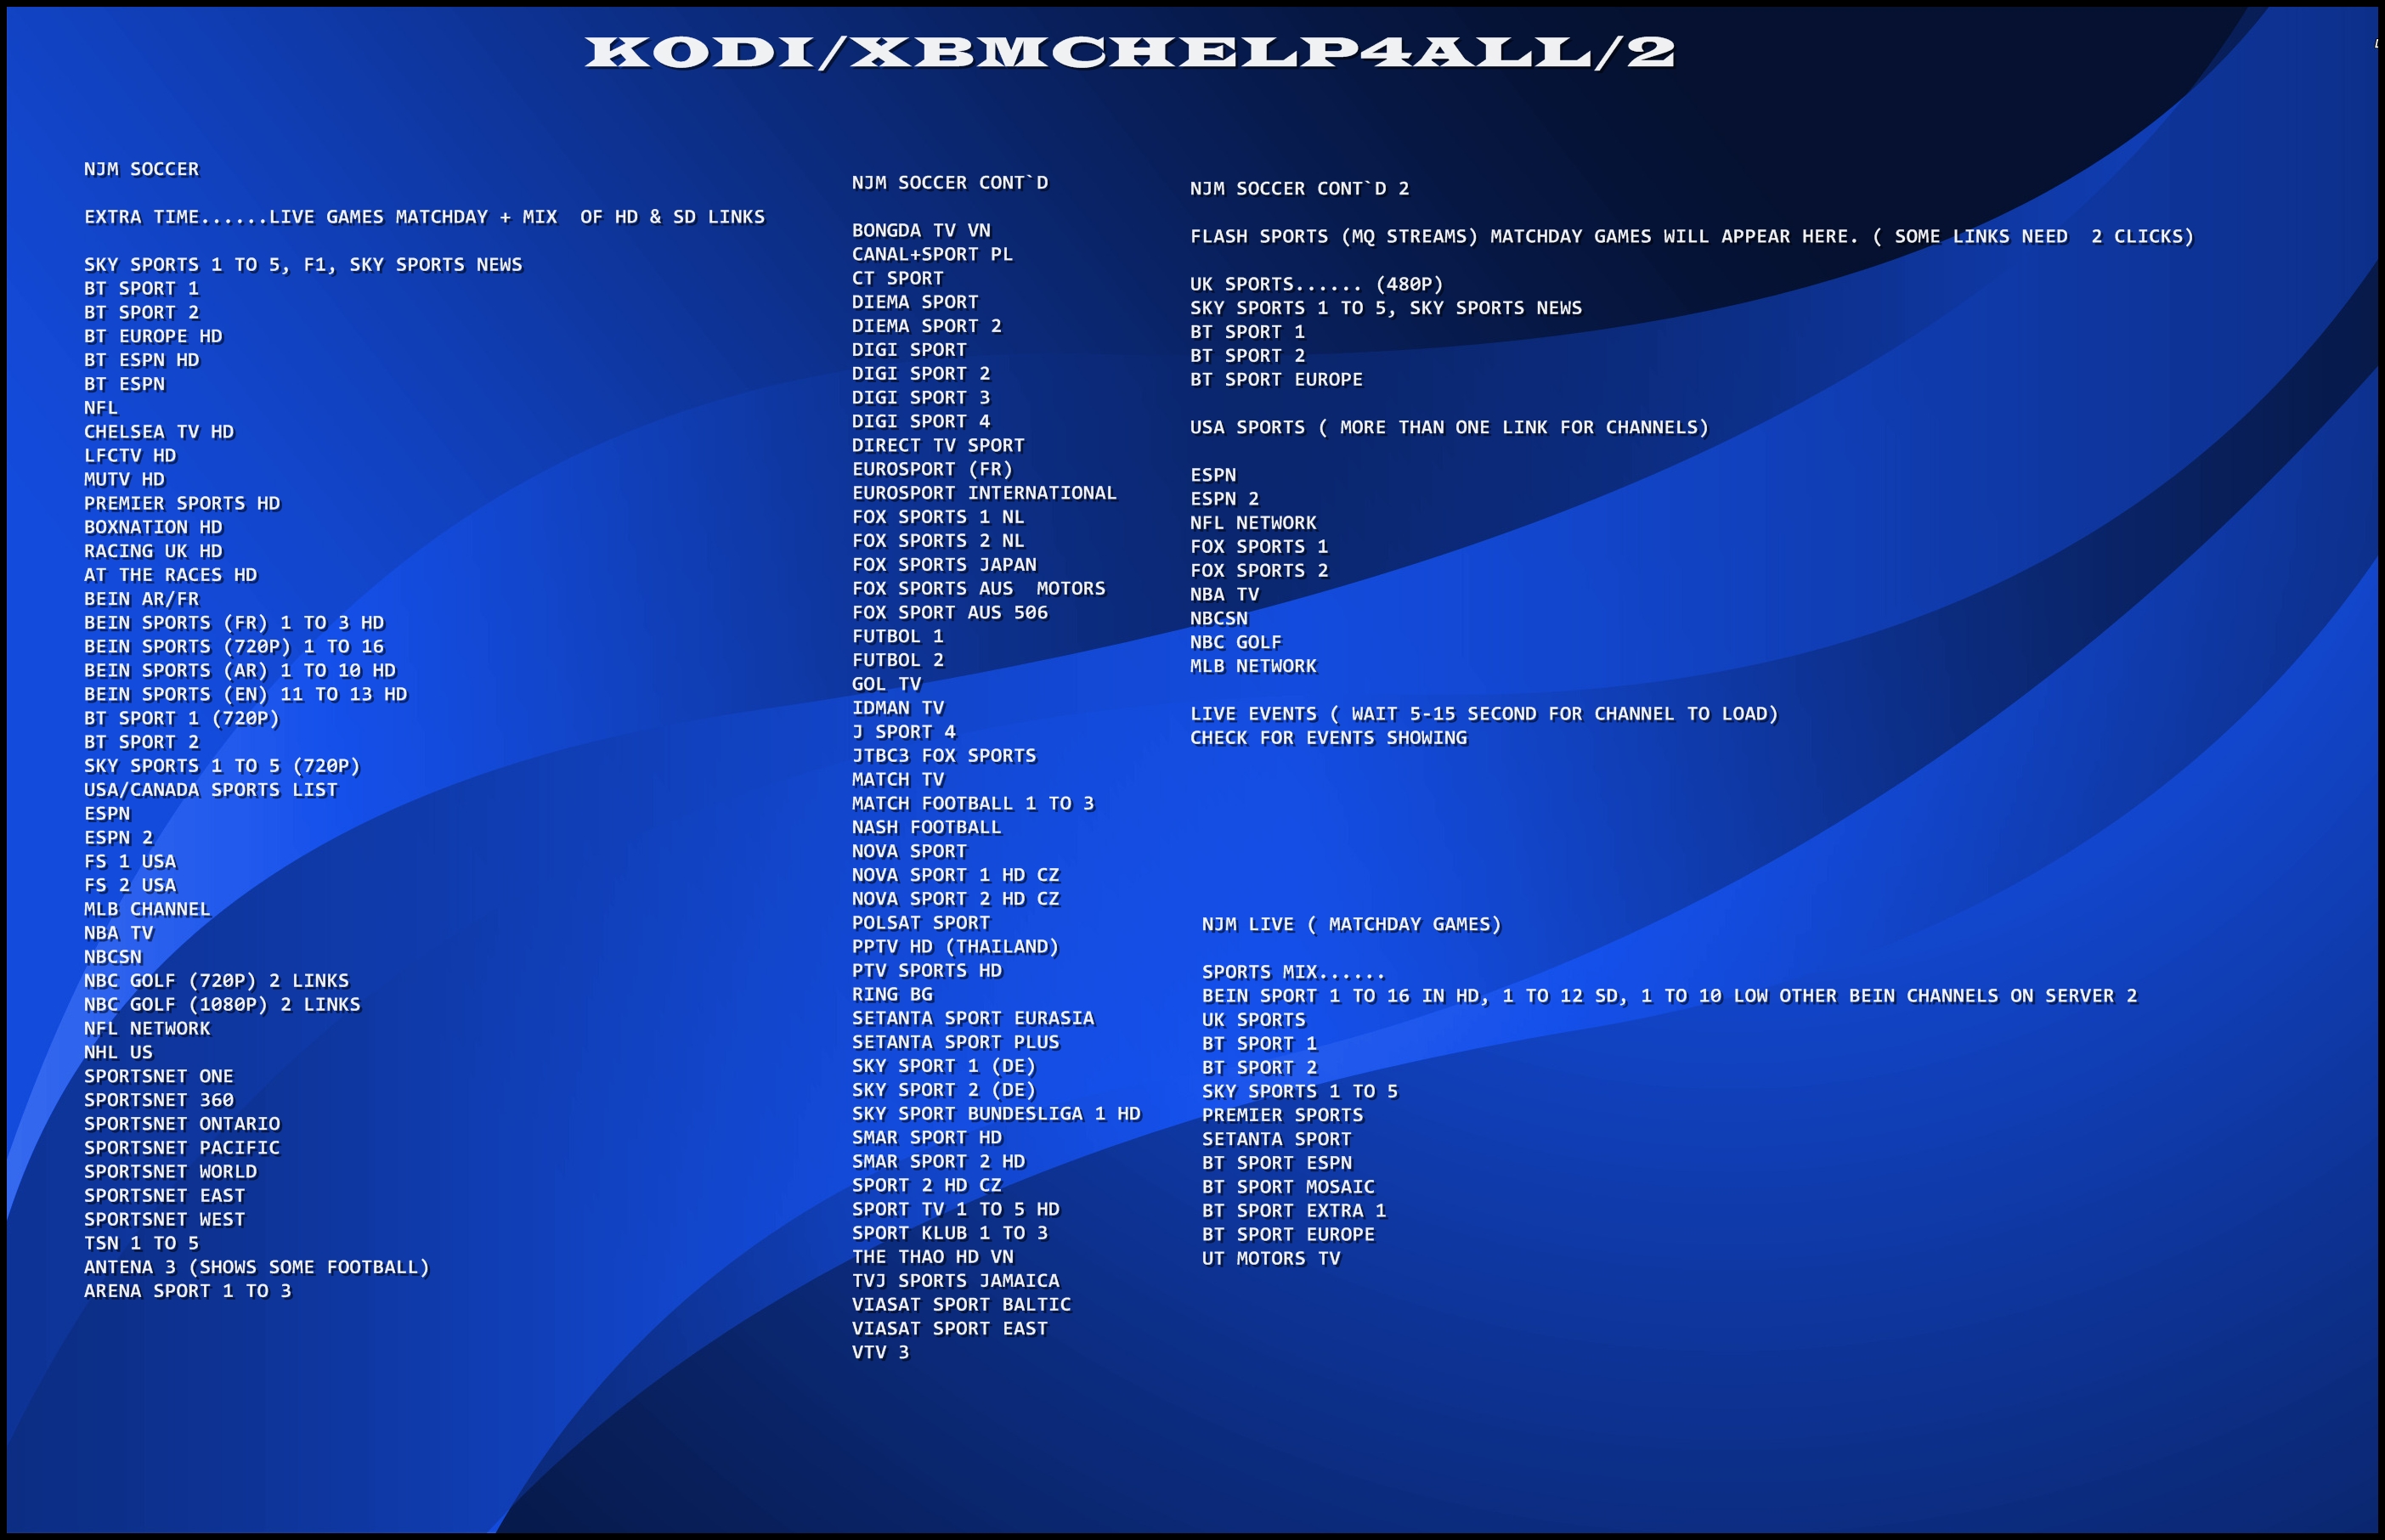 KODI/XBMCHELP4ALL/2
NJM SOCCER
EXTRA TIME......LIVE GAMES MATCHDAY + MIX  OF HD & SD LINKS
SKY SPORTS 1 TO 5, F1, SKY SPORTS NEWS
BT SPORT 1
BT SPORT 2
BT EUROPE HD
BT ESPN HD
BT ESPN
NFL
CHELSEA TV HD
LFCTV HD
MUTV HD
PREMIER SPORTS HD
BOXNATION HD
RACING UK HD
AT THE RACES HD
BEIN AR/FR
BEIN SPORTS (FR) 1 TO 3 HD
BEIN SPORTS (720P) 1 TO 16
BEIN SPORTS (AR) 1 TO 10 HD
BEIN SPORTS (EN) 11 TO 13 HD
BT SPORT 1 (720P)
BT SPORT 2
SKY SPORTS 1 TO 5 (720P)
USA/CANADA SPORTS LIST
ESPN
ESPN 2
FS 1 USA
FS 2 USA
MLB CHANNEL
NBA TV
NBCSN
NBC GOLF (720P) 2 LINKS
NBC GOLF (1080P) 2 LINKS
NFL NETWORK
NHL US
SPORTSNET ONE
SPORTSNET 360
SPORTSNET ONTARIO
SPORTSNET PACIFIC
SPORTSNET WORLD
SPORTSNET EAST
SPORTSNET WEST
TSN 1 TO 5
ANTENA 3 (SHOWS SOME FOOTBALL)
ARENA SPORT 1 TO 3
NJM SOCCER CONT`D
BONGDA TV VN
CANAL+SPORT PL
CT SPORT
DIEMA SPORT
DIEMA SPORT 2
DIGI SPORT
DIGI SPORT 2
DIGI SPORT 3
DIGI SPORT 4
DIRECT TV SPORT
EUROSPORT (FR)
EUROSPORT INTERNATIONAL
FOX SPORTS 1 NL
FOX SPORTS 2 NL
FOX SPORTS JAPAN
FOX SPORTS AUS  MOTORS
FOX SPORT AUS 506
FUTBOL 1
FUTBOL 2
GOL TV
IDMAN TV
J SPORT 4
JTBC3 FOX SPORTS
MATCH TV
MATCH FOOTBALL 1 TO 3
NASH FOOTBALL
NOVA SPORT
NOVA SPORT 1 HD CZ
NOVA SPORT 2 HD CZ
POLSAT SPORT
PPTV HD (THAILAND)
PTV SPORTS HD
RING BG
SETANTA SPORT EURASIA
SETANTA SPORT PLUS
SKY SPORT 1 (DE)
SKY SPORT 2 (DE)
SKY SPORT BUNDESLIGA 1 HD
SMAR SPORT HD
SMAR SPORT 2 HD
SPORT 2 HD CZ
SPORT TV 1 TO 5 HD
SPORT KLUB 1 TO 3
THE THAO HD VN
TVJ SPORTS JAMAICA
VIASAT SPORT BALTIC
VIASAT SPORT EAST
VTV 3
NJM SOCCER CONT`D 2
FLASH SPORTS (MQ STREAMS) MATCHDAY GAMES WILL APPEAR HERE. ( SOME LINKS NEED  2 CLICKS)
UK SPORTS...... (480P)
SKY SPORTS 1 TO 5, SKY SPORTS NEWS
BT SPORT 1
BT SPORT 2
BT SPORT EUROPE
USA SPORTS ( MORE THAN ONE LINK FOR CHANNELS)
ESPN
ESPN 2
NFL NETWORK
FOX SPORTS 1
FOX SPORTS 2
NBA TV
NBCSN
NBC GOLF
MLB NETWORK
LIVE EVENTS ( WAIT 5-15 SECOND FOR CHANNEL TO LOAD)
CHECK FOR EVENTS SHOWING
NJM LIVE ( MATCHDAY GAMES)
SPORTS MIX......
BEIN SPORT 1 TO 16 IN HD, 1 TO 12 SD, 1 TO 10 LOW OTHER BEIN CHANNELS ON SERVER 2
UK SPORTS
BT SPORT 1
BT SPORT 2
SKY SPORTS 1 TO 5
PREMIER SPORTS
SETANTA SPORT
BT SPORT ESPN
BT SPORT MOSAIC
BT SPORT EXTRA 1
BT SPORT EUROPE
UT MOTORS TV